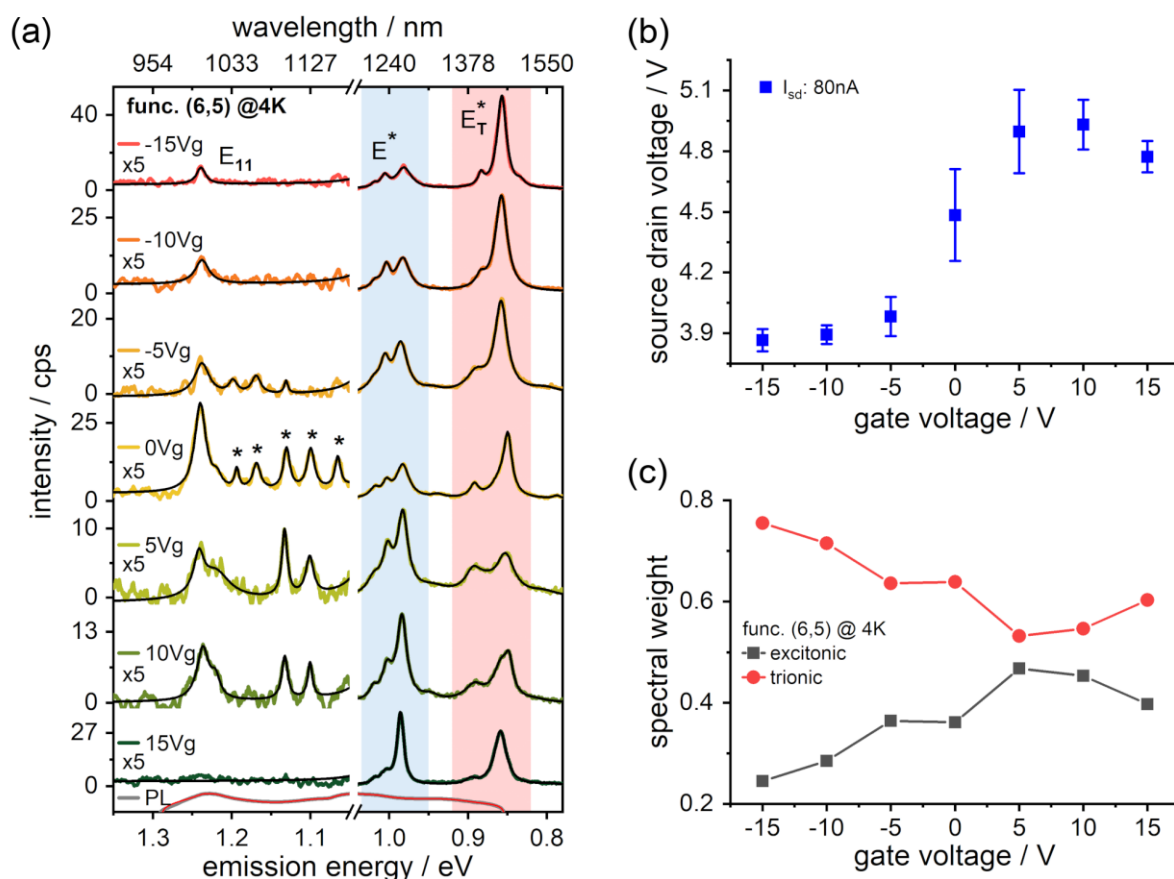 (a)
wavelength / nm
954 1033 1127 1240 1378 1550
func. (6,5) @4K
E11
E*
E*T
intensity / cps
40
-15Vg
x5
0
25
-10Vg
x5
0
20
-5Vg
x5
0
25
0Vg
* * * * *
x5
0
10
5Vg
x5
0
13
10Vg
x5
0
27
15Vg
x5
0
PL
1.3 1.2 1.1 1.0 0.9 0.8
emission energy / eV
(b)
source drain voltage / V
5.1
4.8
4.5
4.2
3.9
Isd: 80nA
-15 -10 -5 0 5 10 15
gate voltage / V
(c)
spectral weight
0.8
0.6
0.4
0.2
func. (6,5) @ 4K
excitonic
trionic
-15 -10 -5 0 5 10 15
gate voltage / V